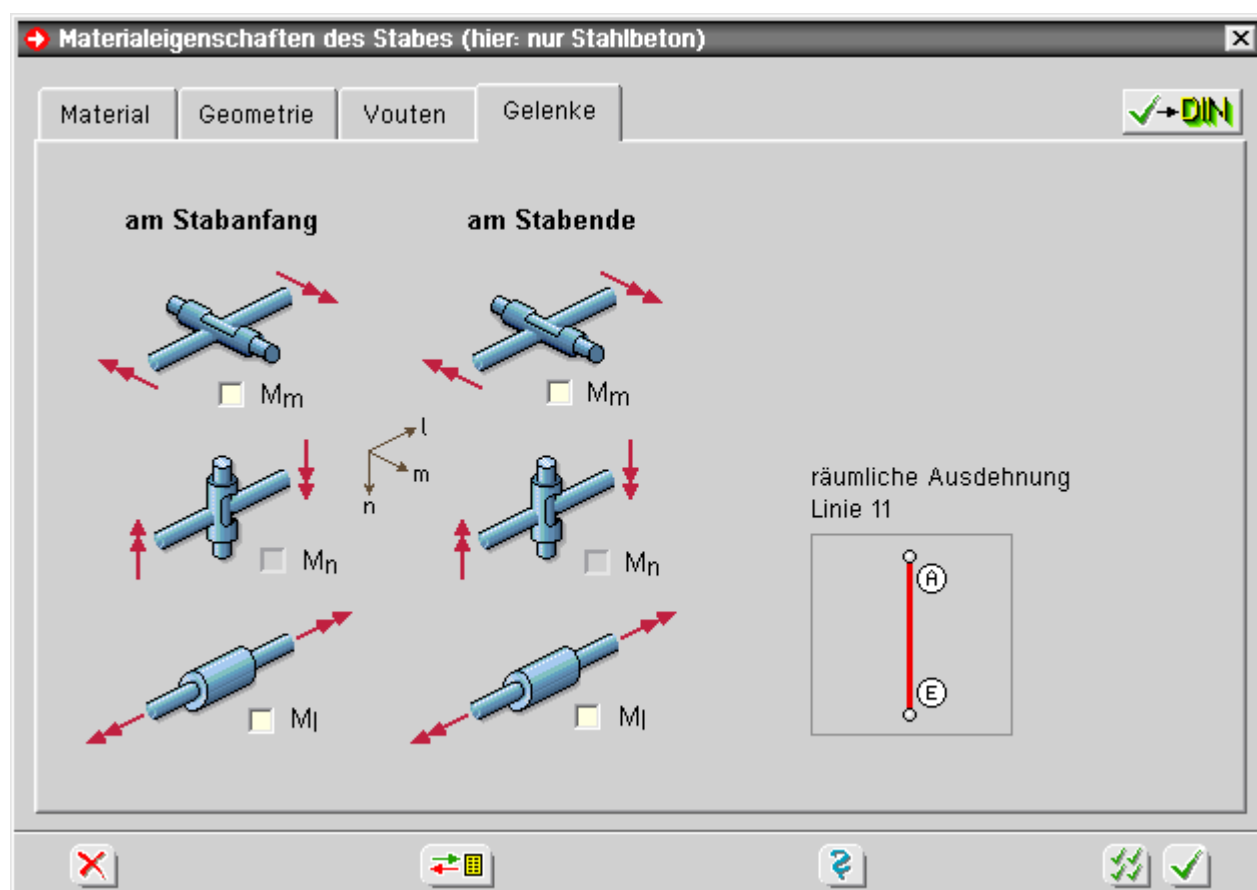 Materialeigenschaften des Stabes (hier: nur Stahlbeton)
Material Geometrie Vouten Gelenke
DIN
am Stabanfang am Stabende
Mm Mm
l
m
n
Mn Mn
räumliche Ausdehnung
Linie 11
A
E
Ml Ml